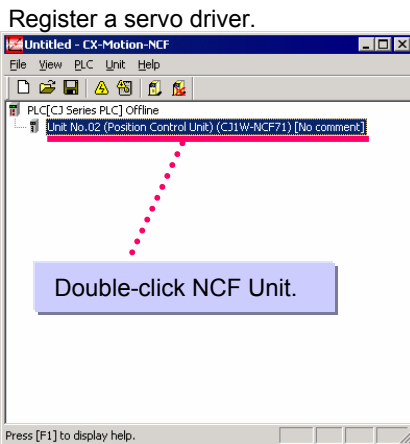 Register a servo driver.
Untitled - CX-Motion-NCF
File View PLC Unit Help
PLC[CJ Series PLC] Offline
Unit No.02 (Position Control Unit) (CJ1W-NCF71) [No comment]
Double-click NCF Unit.
Press [F1] to display help.